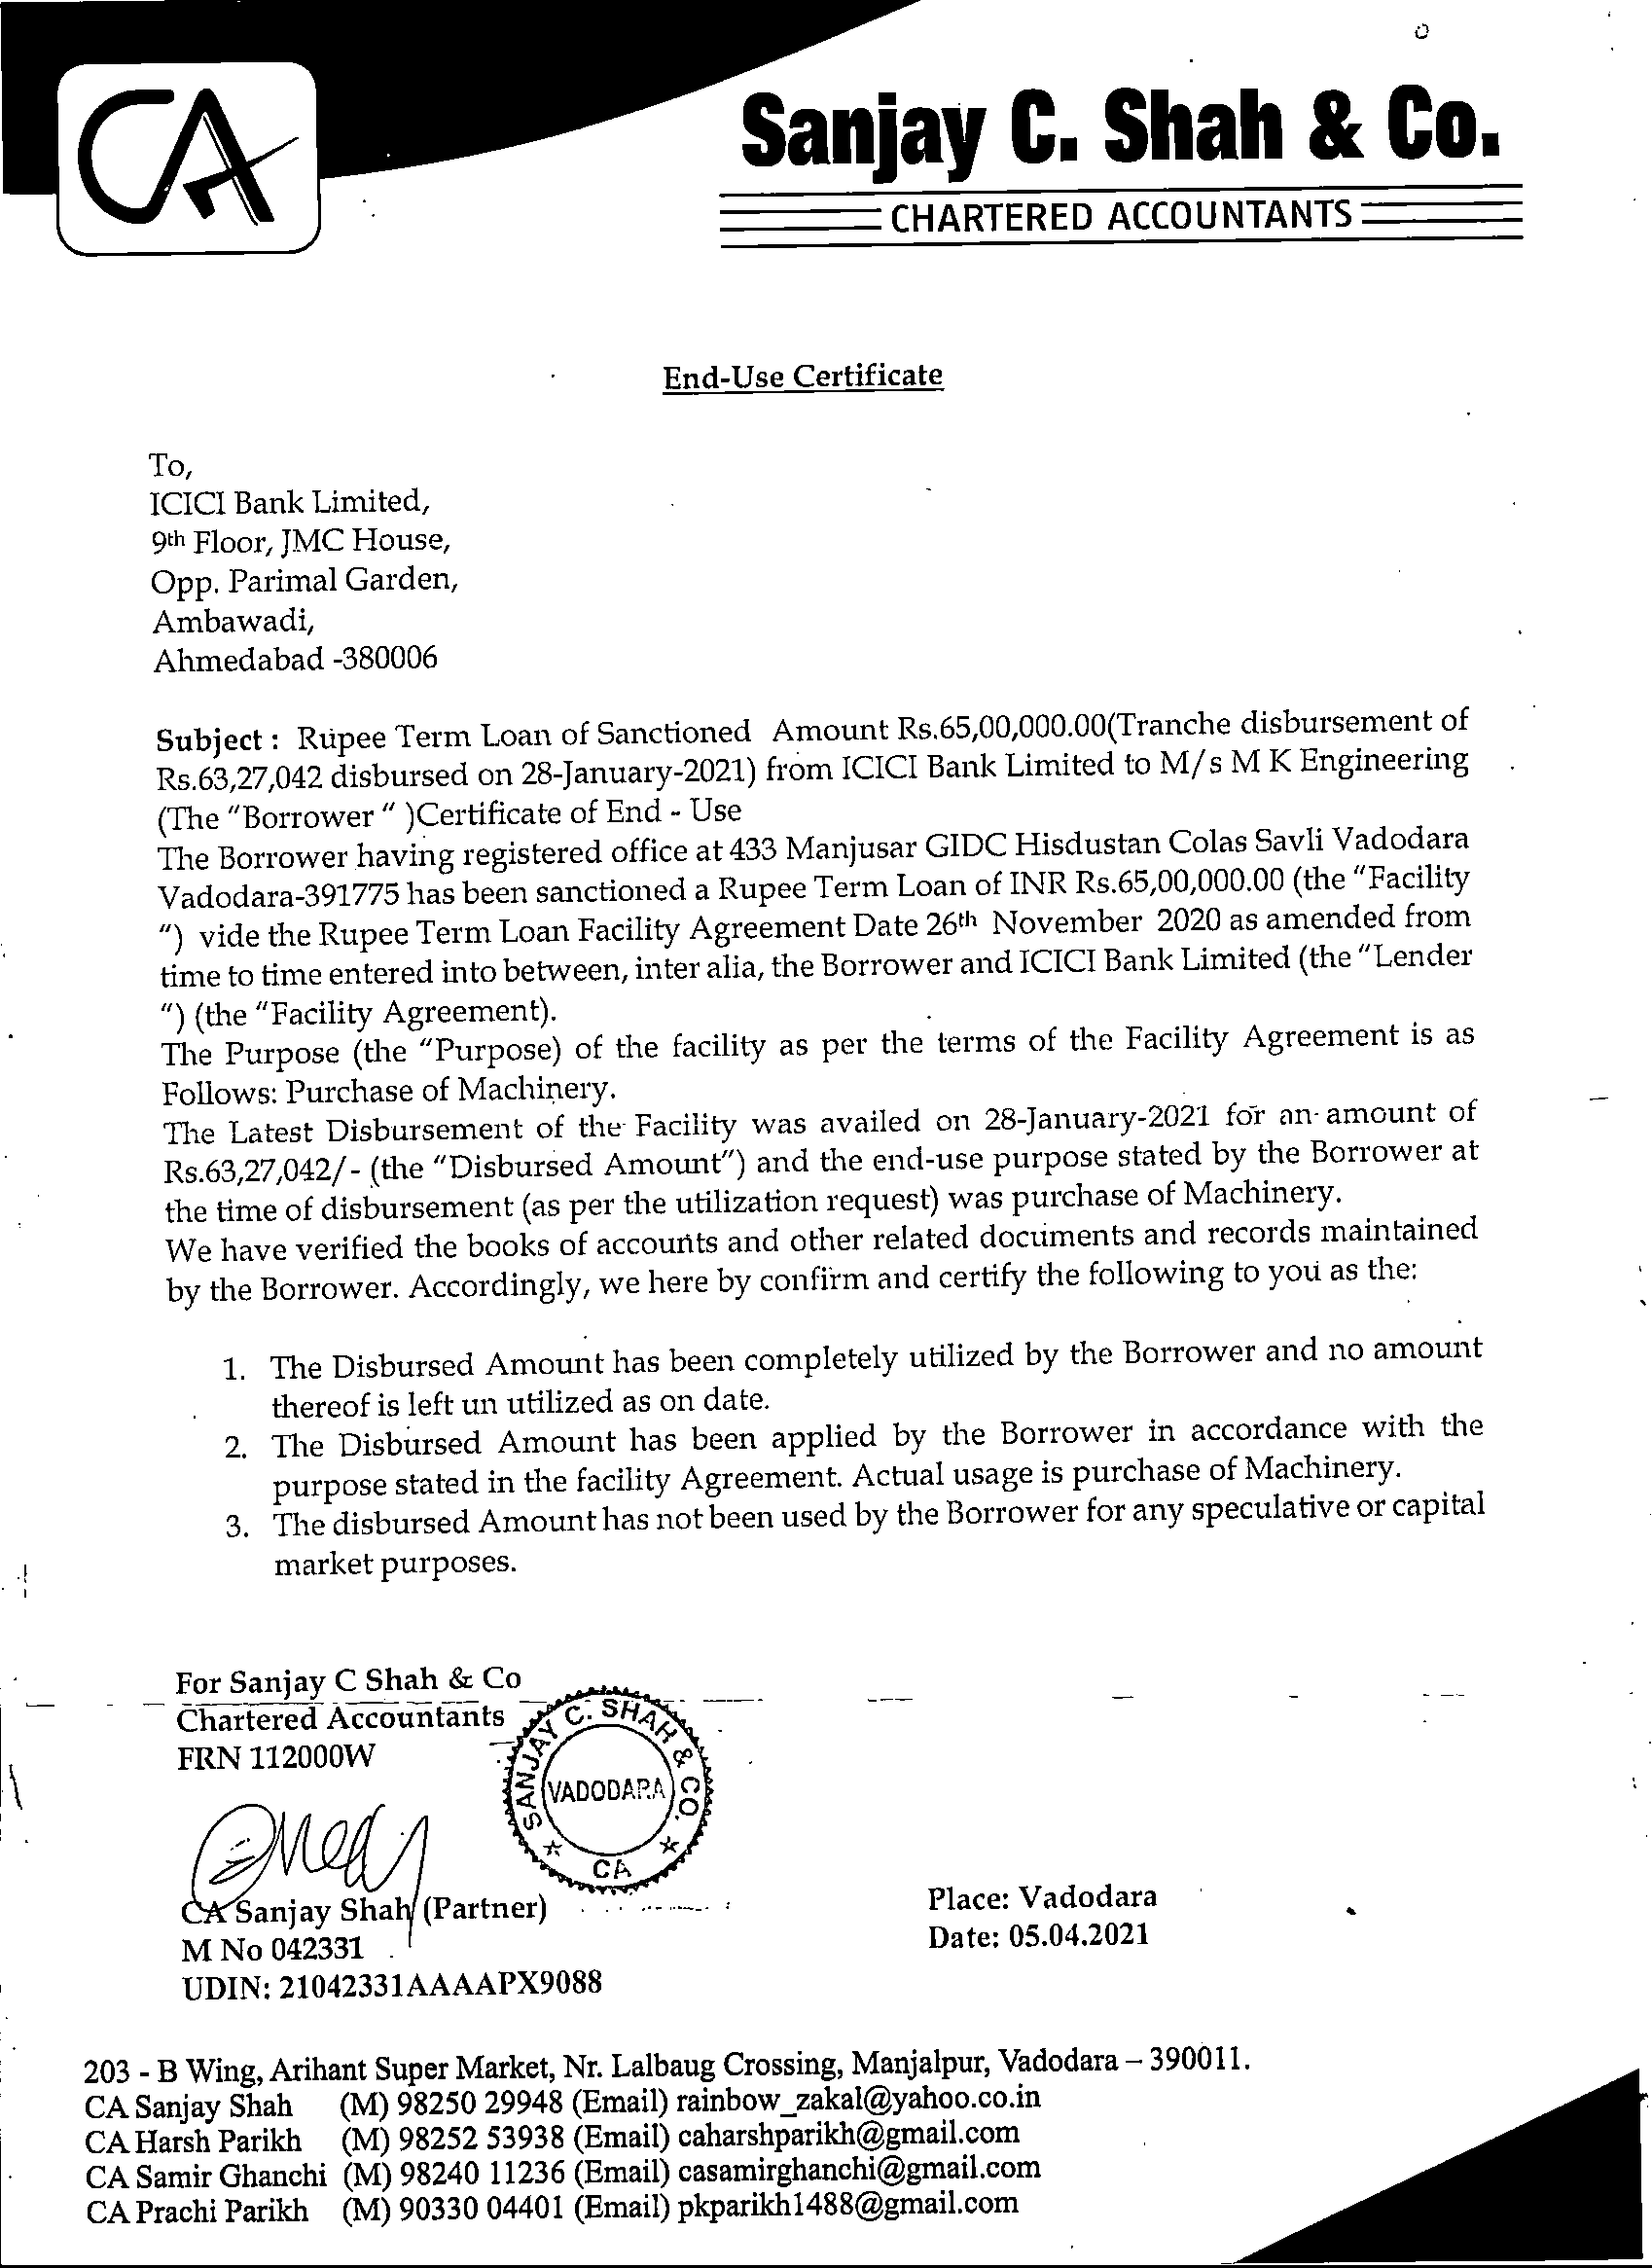 CA
Sanjay C. Shah & Co.
CHARTERED ACCOUNTANTS
End-Use Certificate
To,
ICICI Bank Limited,
9th Floor, JMC House,
Opp. Parimal Garden,
Ambawadi,
Ahmedabad -380006
Subject : Rupee Term Loan of Sanctioned Amount Rs.65,00,000.00(Tranche disbursement of
Rs.63,27,042 disbursed on 28-January-2021) from ICICI Bank Limited to M/s M K Engineering
(The “Borrower “ )Certificate of End - Use
The Borrower having registered office at 433 Manjusar GIDC Hisdustan Colas Savli Vadodara
Vadodara-391775 has been sanctioned a Rupee Term Loan of INR Rs.65,00,000.00 (the “Facility
“) vide the Rupee Term Loan Facility Agreement Date 26th November 2020 as amended from
time to time entered into between, inter alia, the Borrower and ICICI Bank Limited (the “Lender
“) (the “Facility Agreement).
The Purpose (the “Purpose) of the facility as per the terms of the Facility Agreement is as
Follows: Purchase of Machinery.
The Latest Disbursement of the Facility was availed on 28-January-2021 for an amount of
Rs.63,27,042/- (the “Disbursed Amount”) and the end-use purpose stated by the Borrower at
the time of disbursement (as per the utilization request) was purchase of Machinery.
We have verified the books of accounts and other related documents and records maintained
by the Borrower. Accordingly, we here by confirm and certify the following to you as the:
1. The Disbursed Amount has been completely utilized by the Borrower and no amount
thereof is left un utilized as on date.
2. The Disbursed Amount has been applied by the Borrower in accordance with the
purpose stated in the facility Agreement. Actual usage is purchase of Machinery.
3. The disbursed Amount has not been used by the Borrower for any speculative or capital
market purposes.
For Sanjay C Shah & Co
Chartered Accountants
FRN 112000W
SANJAY C. SHAH & CO.
VADODARA
CA
CA Sanjay Shah (Partner)
M No 042331
UDIN: 21042331AAAAPX9088
Place: Vadodara
Date: 05.04.2021
203 - B Wing, Arihant Super Market, Nr. Lalbaug Crossing, Manjalpur, Vadodara – 390011.
CA Sanjay Shah (M) 98250 29948 (Email) rainbow_zakal@yahoo.co.in
CA Harsh Parikh (M) 98252 53938 (Email) caharshparikh@gmail.com
CA Samir Ghanchi (M) 98240 11236 (Email) casamirghanchi@gmail.com
CA Prachi Parikh (M) 90330 04401 (Email) pkparikh1488@gmail.com